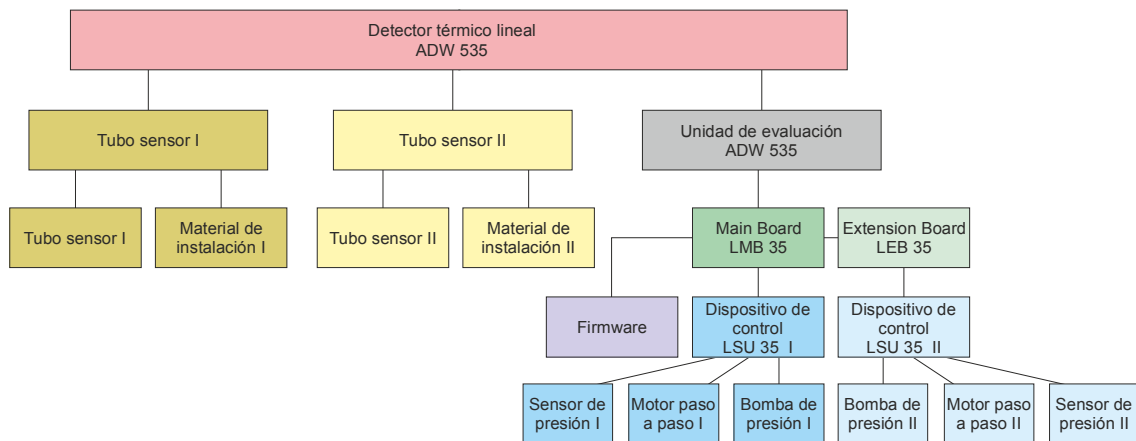 Detector térmico lineal
ADW 535
Tubo sensor I
Tubo sensor II
Unidad de evaluación
ADW 535
Tubo sensor I
Material de
instalación I
Tubo sensor II
Material de
instalación II
Main Board
LMB 35
Extension Board
LEB 35
Firmware
Dispositivo de
control
LSU 35 I
Dispositivo de
control
LSU 35 II
Sensor de
presión I
Motor paso
a paso I
Bomba de
presión I
Bomba de
presión II
Motor paso
a paso II
Sensor de
presión II